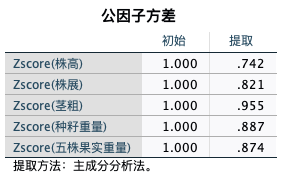 公因子方差
初始 提取
Zscore(株高) 1.000 .742
Zscore(株展) 1.000 .821
Zscore(茎粗) 1.000 .955
Zscore(种籽重量) 1.000 .887
Zscore(五株果实重量) 1.000 .874
提取方法：主成分分析法。